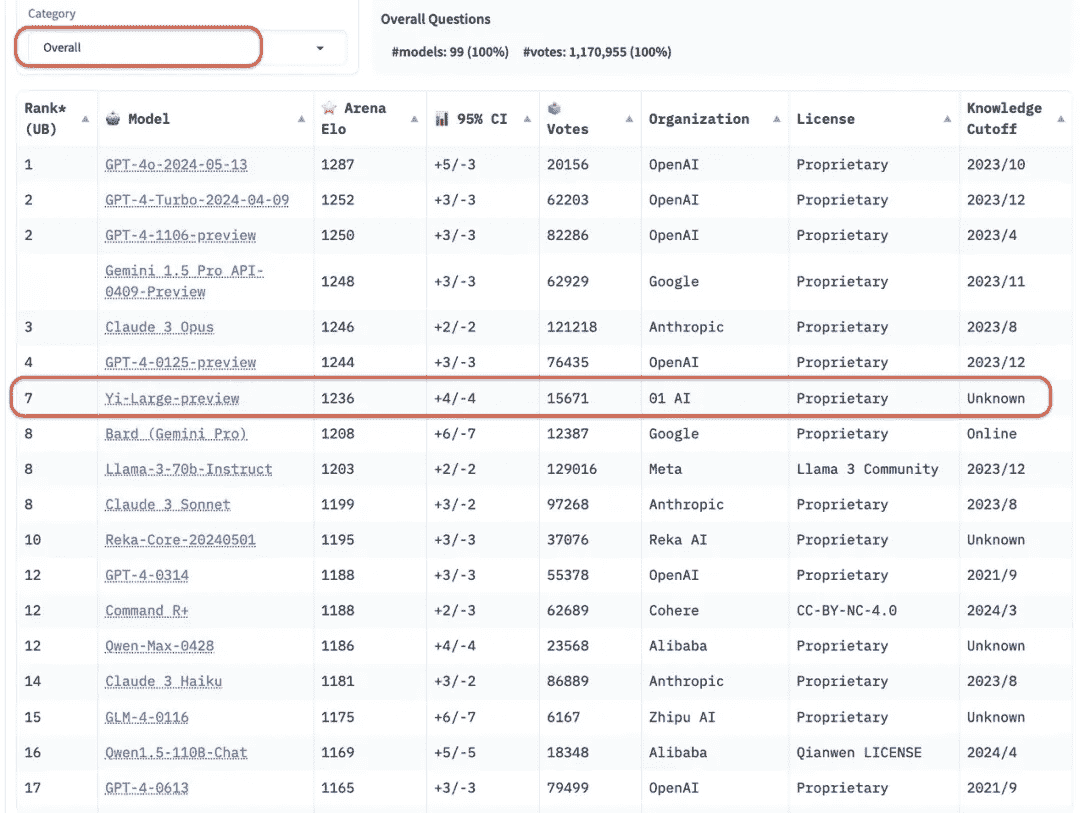 Category
Overall
Overall Questions
#models: 99 (100%) #votes: 1,170,955 (100%)
Rank* (UB) Model Arena Elo 95% CI Votes Organization License Knowledge Cutoff
1 GPT-4o-2024-05-13 1287 +5/-3 20156 OpenAI Proprietary 2023/10
2 GPT-4-Turbo-2024-04-09 1252 +3/-3 62203 OpenAI Proprietary 2023/12
2 GPT-4-1106-preview 1250 +3/-3 82286 OpenAI Proprietary 2023/4
Gemini 1.5 Pro API-0409-Preview 1248 +3/-3 62929 Google Proprietary 2023/11
3 Claude 3 Opus 1246 +2/-2 121218 Anthropic Proprietary 2023/8
4 GPT-4-0125-preview 1244 +3/-3 76435 OpenAI Proprietary 2023/12
7 Yi-Large-preview 1236 +4/-4 15671 01 AI Proprietary Unknown
8 Bard (Gemini Pro) 1208 +6/-7 12387 Google Proprietary Online
8 Llama-3-70b-Instruct 1203 +2/-2 129016 Meta Llama 3 Community 2023/12
8 Claude 3 Sonnet 1199 +3/-2 97268 Anthropic Proprietary 2023/8
10 Reka-Core-20240501 1195 +3/-3 37076 Reka AI Proprietary Unknown
12 GPT-4-0314 1188 +3/-3 55378 OpenAI Proprietary 2021/9
12 Command R+ 1188 +2/-3 62689 Cohere CC-BY-NC-4.0 2024/3
12 Qwen-Max-0428 1186 +4/-4 23568 Alibaba Proprietary Unknown
14 Claude 3 Haiku 1181 +3/-2 86889 Anthropic Proprietary 2023/8
15 GLM-4-0116 1175 +6/-7 6167 Zhipu AI Proprietary Unknown
16 Qwen1.5-110B-Chat 1169 +5/-5 18348 Alibaba Qianwen LICENSE 2024/4
17 GPT-4-0613 1165 +3/-3 79499 OpenAI Proprietary 2021/9